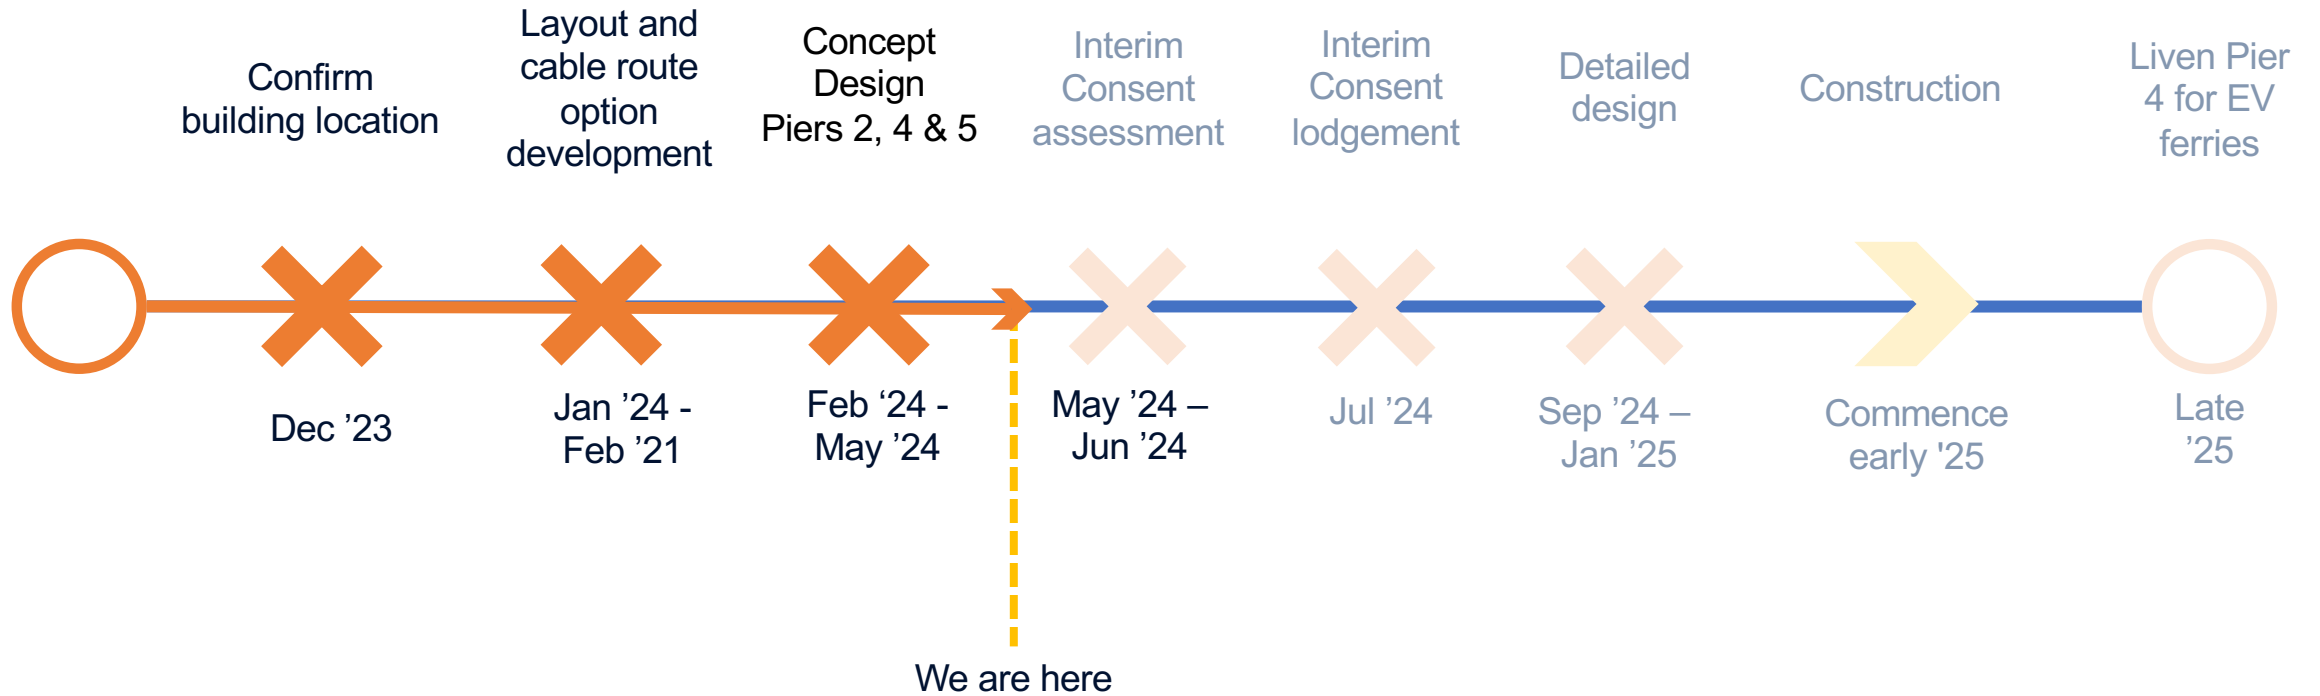 Confirm
building location
Layout and
cable route
option
development
Concept
Design
Piers 2, 4 & 5
Interim
Consent
assessment
Interim
Consent
lodgement
Detailed
design
Construction
Liven Pier
4 for EV
ferries
Dec ’23
Jan ’24 -
Feb ’21
Feb ‘24 -
May ’24
May ’24 –
Jun ’24
Jul ’24
Sep ’24 –
Jan ’25
Commence
early '25
Late
’25
We are here